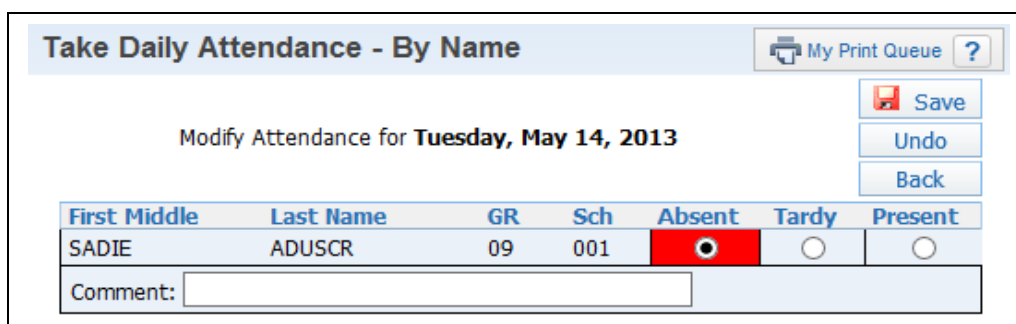 Take Daily Attendance - By Name
My Print Queue ?
Save
Modify Attendance for Tuesday, May 14, 2013
Undo
Back
First Middle Last Name GR Sch Absent Tardy Present
SADIE ADUSCR 09 001
Comment: